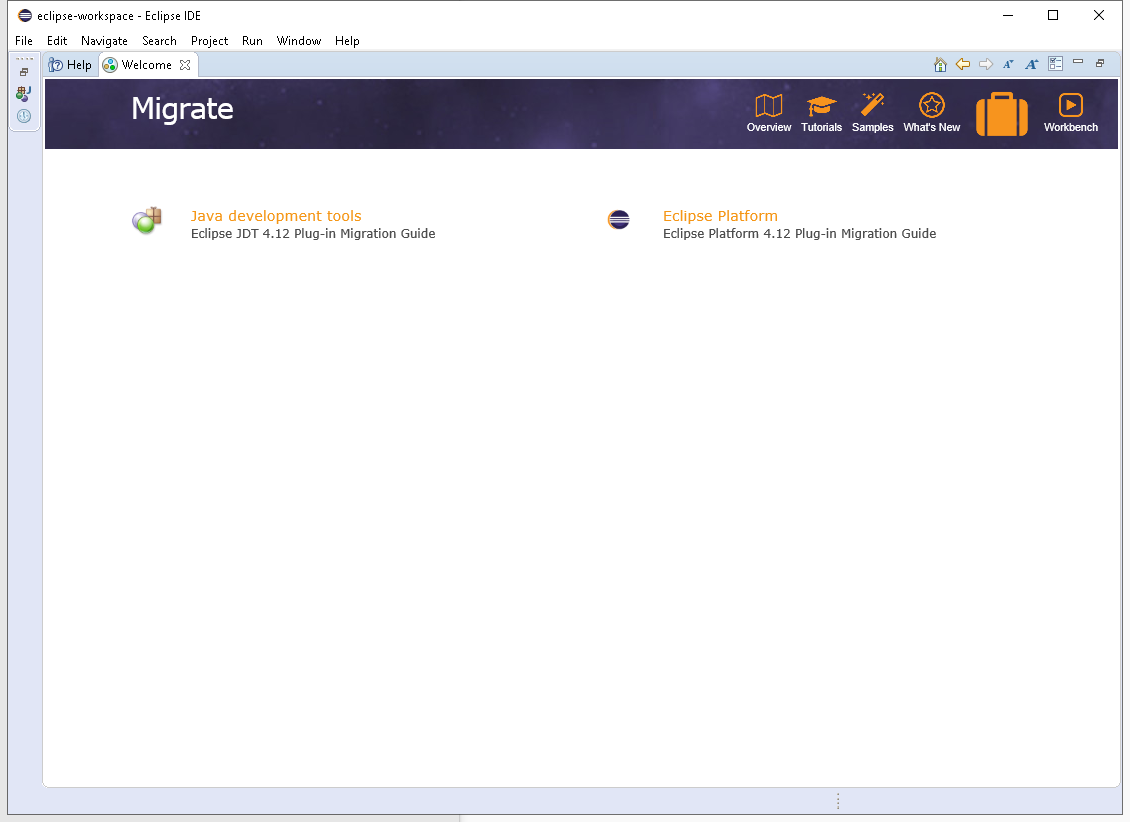 eclipse-workspace - Eclipse IDE
File Edit Navigate Search Project Run Window Help
Help Welcome
Migrate
Overview Tutorials Samples What's New Workbench
Java development tools
Eclipse JDT 4.12 Plug-in Migration Guide
Eclipse Platform
Eclipse Platform 4.12 Plug-in Migration Guide